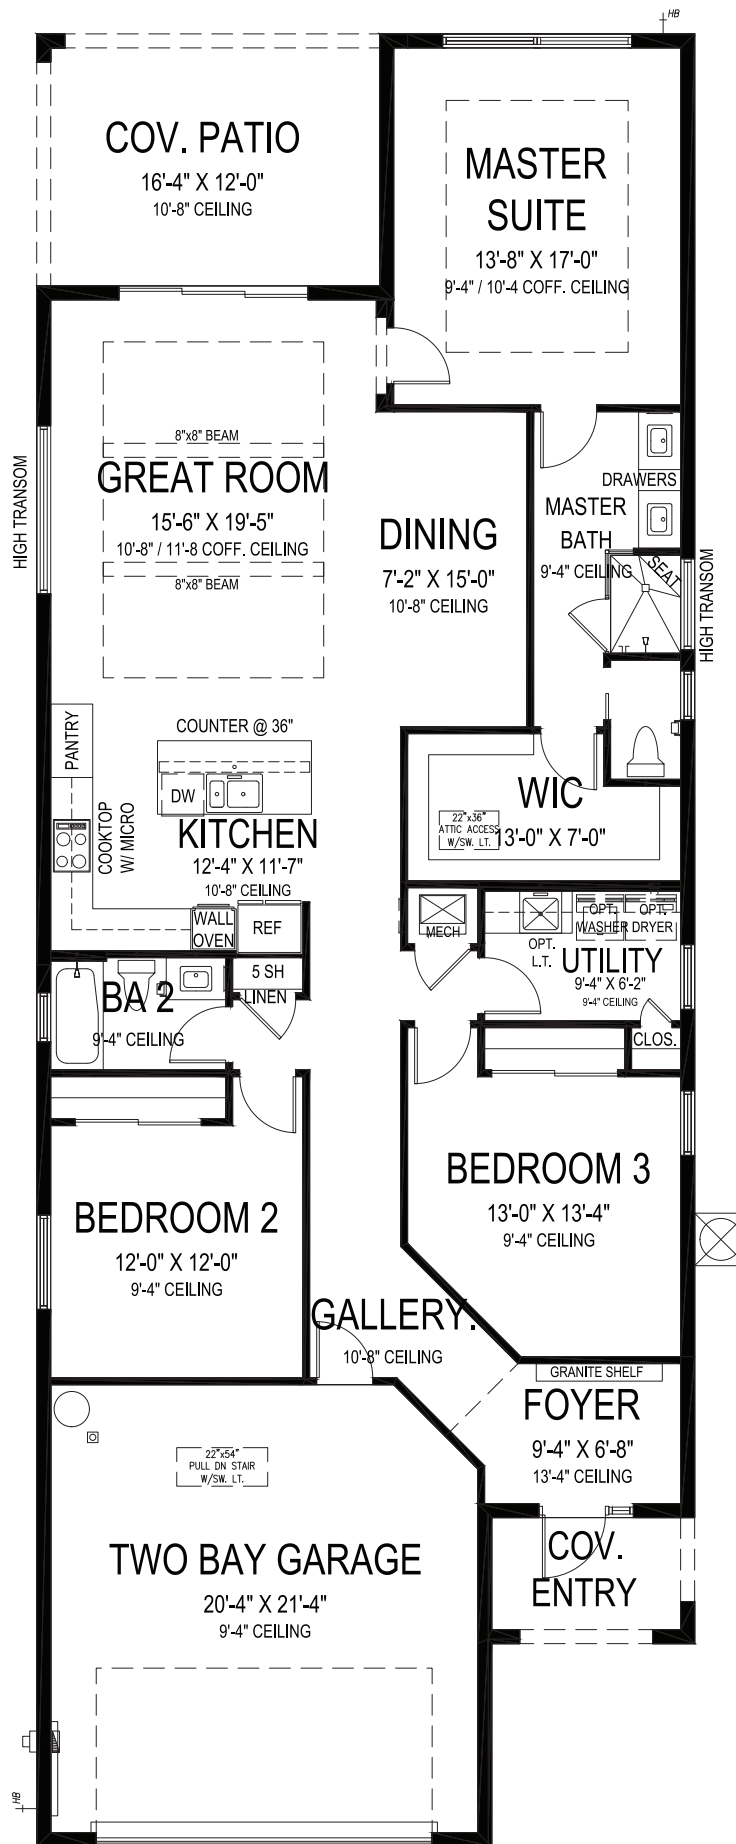 HB
COV. PATIO
16'-4" X 12'-0"
10'-8" CEILING
MASTER
SUITE
13'-8" X 17'-0"
9'-4" / 10'-4 COFF. CEILING
8"x8" BEAM
GREAT ROOM
15'-6" X 19'-5"
10'-8" / 11'-8 COFF. CEILING
8"x8" BEAM
HIGH TRANSOM
DINING
7'-2" X 15'-0"
10'-8" CEILING
DRAWERS
MASTER
BATH
9'-4" CEILING
SEAT
HIGH TRANSOM
PANTRY
COUNTER @ 36"
DW
COOKTOP
W/ MICRO
KITCHEN
12'-4" X 11'-7"
10'-8" CEILING
WALL
OVEN
REF
WIC
13'-0" X 7'-0"
22"x36"
ATTIC ACCESS
W/SW. LT.
MECH
OPT.
L.T.
OPT.
WASHER
OPT.
DRYER
UTILITY
9'-4" X 6'-2"
9'-4" CEILING
CLOS.
BA 2
9'-4" CEILING
5 SH
LINEN
BEDROOM 3
13'-0" X 13'-4"
9'-4" CEILING
BEDROOM 2
12'-0" X 12'-0"
9'-4" CEILING
GALLERY.
10'-8" CEILING
GRANITE SHELF
FOYER
9'-4" X 6'-8"
13'-4" CEILING
22"x54"
PULL DN STAIR
W/SW. LT.
COV.
ENTRY
TWO BAY GARAGE
20'-4" X 21'-4"
9'-4" CEILING
HB